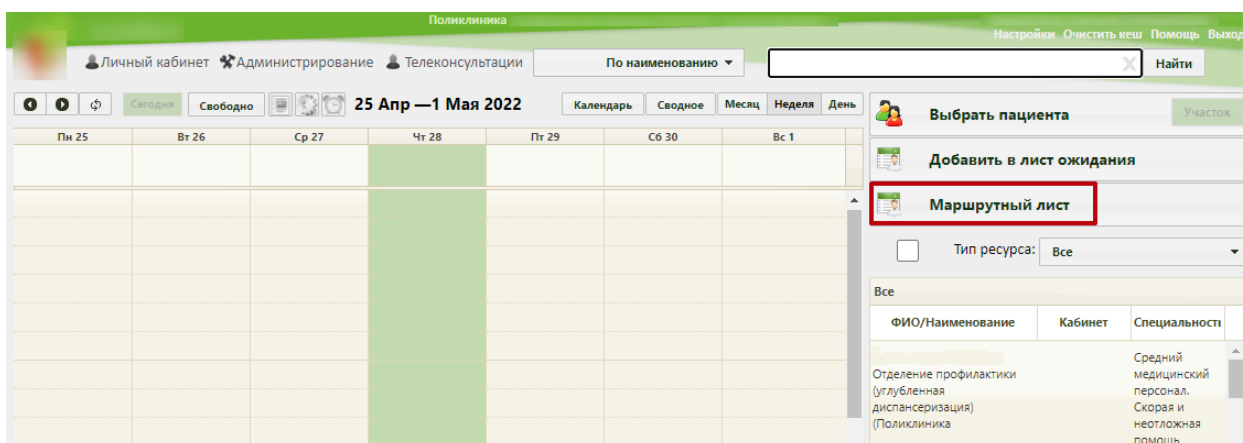 Поликлиника
Настройки Очистить кеш Помощь Выход
Личный кабинет Администрирование Телеконсультации По наименованию Найти
Сегодня Свободно 25 Апр —1 Мая 2022 Календарь Сводное Месяц Неделя День
Выбрать пациента Участок
Пн 25 Вт 26 Ср 27 Чт 28 Пт 29 Сб 30 Вс 1
Добавить в лист ожидания
Маршрутный лист
Тип ресурса: Все
Все
ФИО/Наименование Кабинет Специальность
Средний
Отделение профилактики медицинский
(углубленная персонал.
диспансеризация) Скорая и
(Поликлиника неотложная
помощь